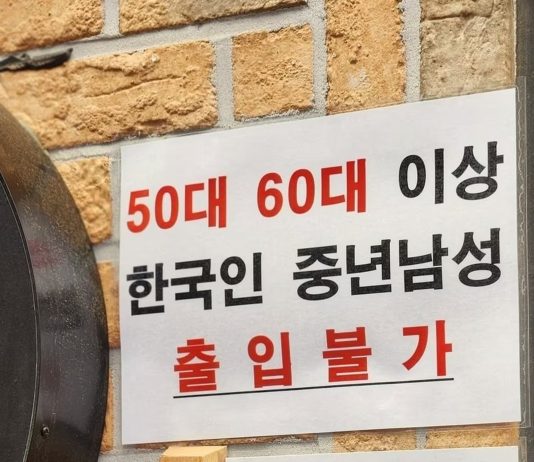 50대 60대 이상
한국인 중년남성
출입불가